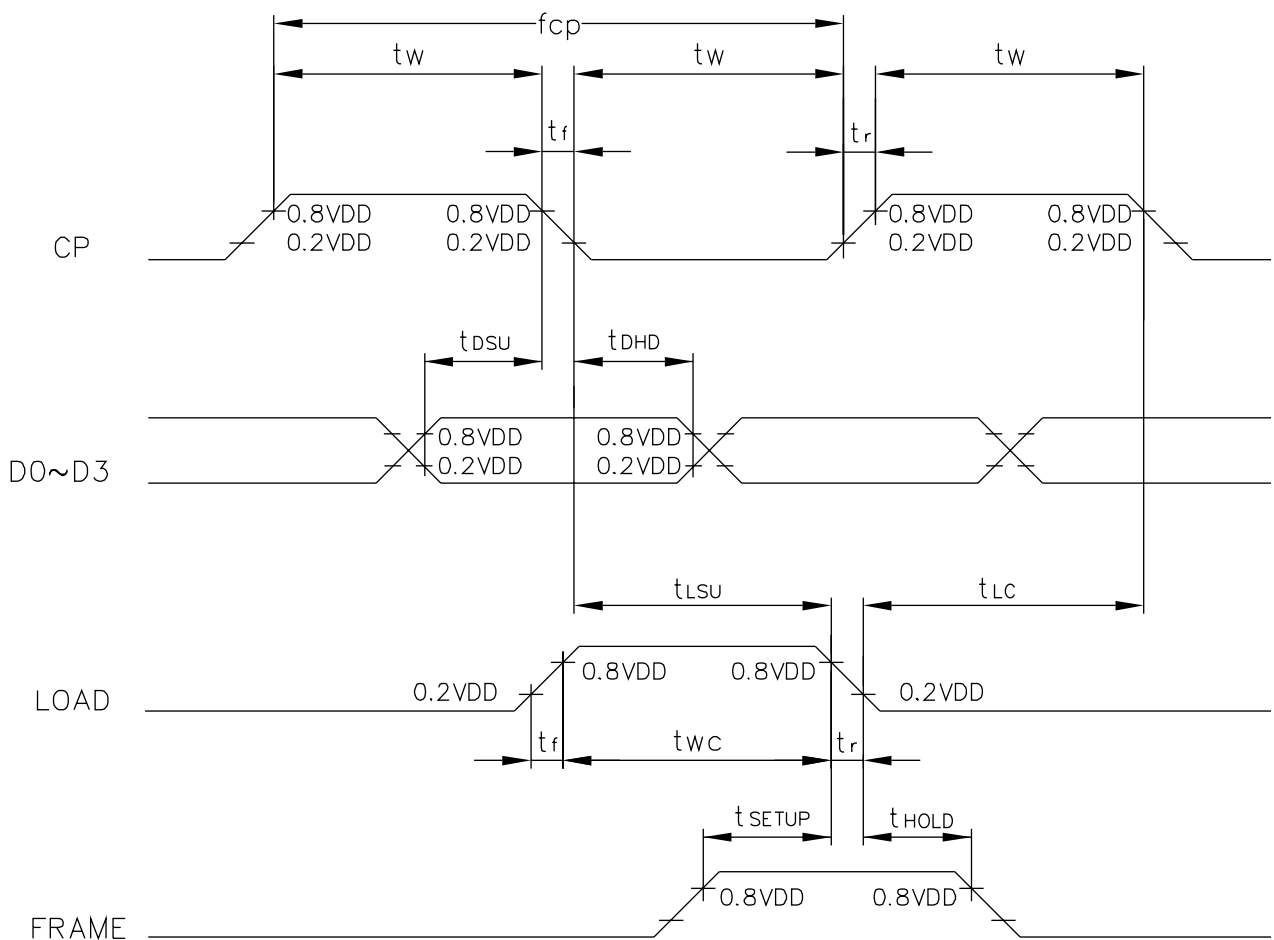 fcp
tw tw tw
tf tr
0.8VDD 0.8VDD 0.8VDD 0.8VDD
CP 0.2VDD 0.2VDD 0.2VDD 0.2VDD
tDSU tDHD
0.8VDD 0.8VDD
D0~D3 0.2VDD 0.2VDD
tLSU tLC
0.8VDD 0.8VDD
LOAD 0.2VDD 0.2VDD
tf twc tr
tSETUP tHOLD
0.8VDD 0.8VDD
FRAME